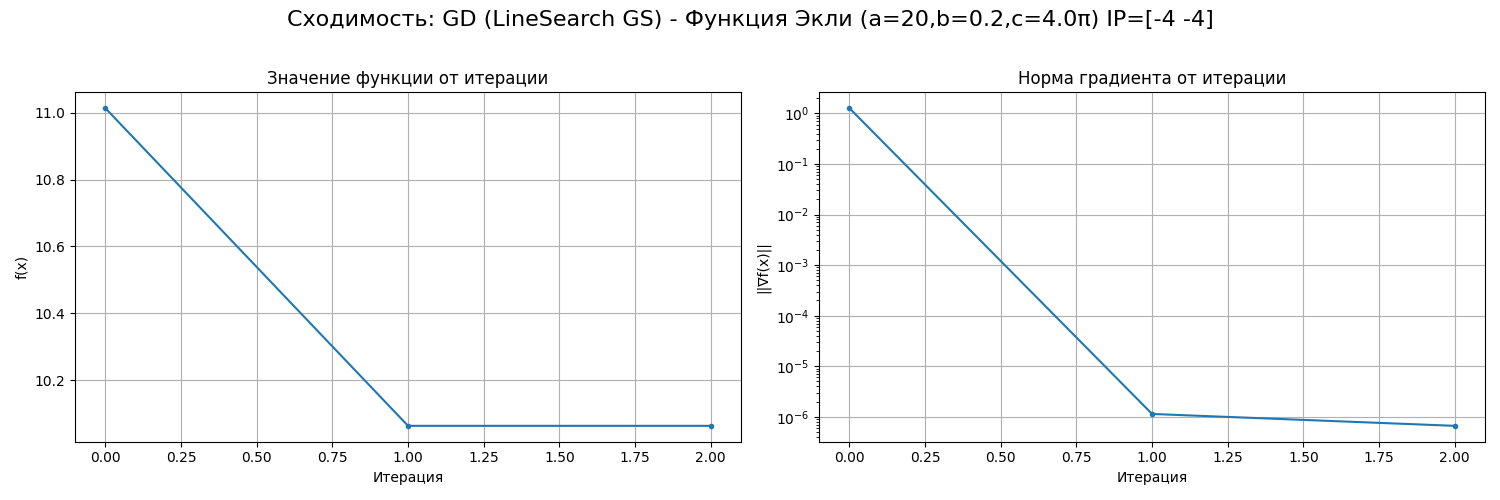 Сходимость: GD (LineSearch GS) - Функция Экли (a=20,b=0.2,c=4.0π) IP=[-4 -4]
Значение функции от итерации
11.0
10.8
10.6
10.4
10.2
f(x)
0.00 0.25 0.50 0.75 1.00 1.25 1.50 1.75 2.00
Итерация
Норма градиента от итерации
10⁰
10⁻¹
10⁻²
10⁻³
10⁻⁴
10⁻⁵
10⁻⁶
||∇f(x)||
0.00 0.25 0.50 0.75 1.00 1.25 1.50 1.75 2.00
Итерация